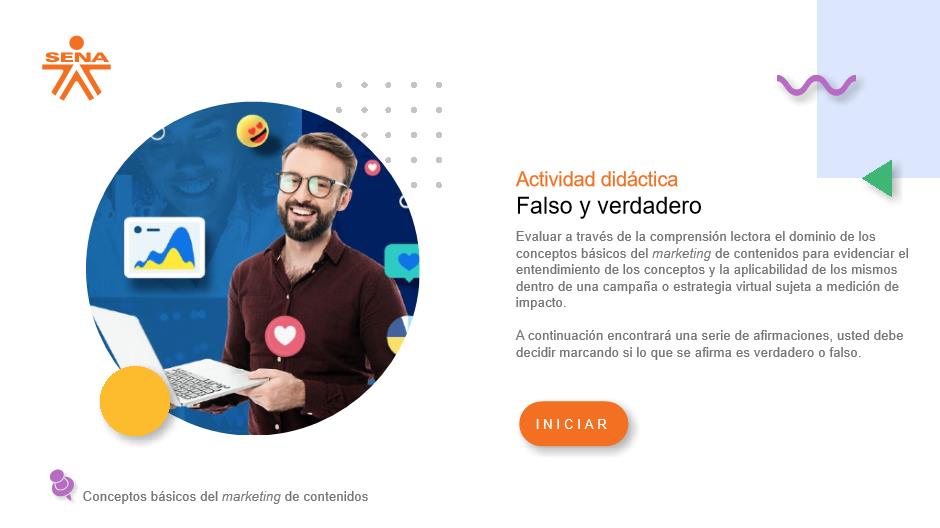 SENA
Actividad didáctica
Falso y verdadero
Evaluar a través de la comprensión lectora el dominio de los
conceptos básicos del marketing de contenidos para evidenciar el
entendimiento de los conceptos y la aplicabilidad de los mismos
dentro de una campaña o estrategia virtual sujeta a medición de
impacto.
A continuación encontrará una serie de afirmaciones, usted debe
decidir marcando si lo que se afirma es verdadero o falso.
INICIAR
Conceptos básicos del marketing de contenidos